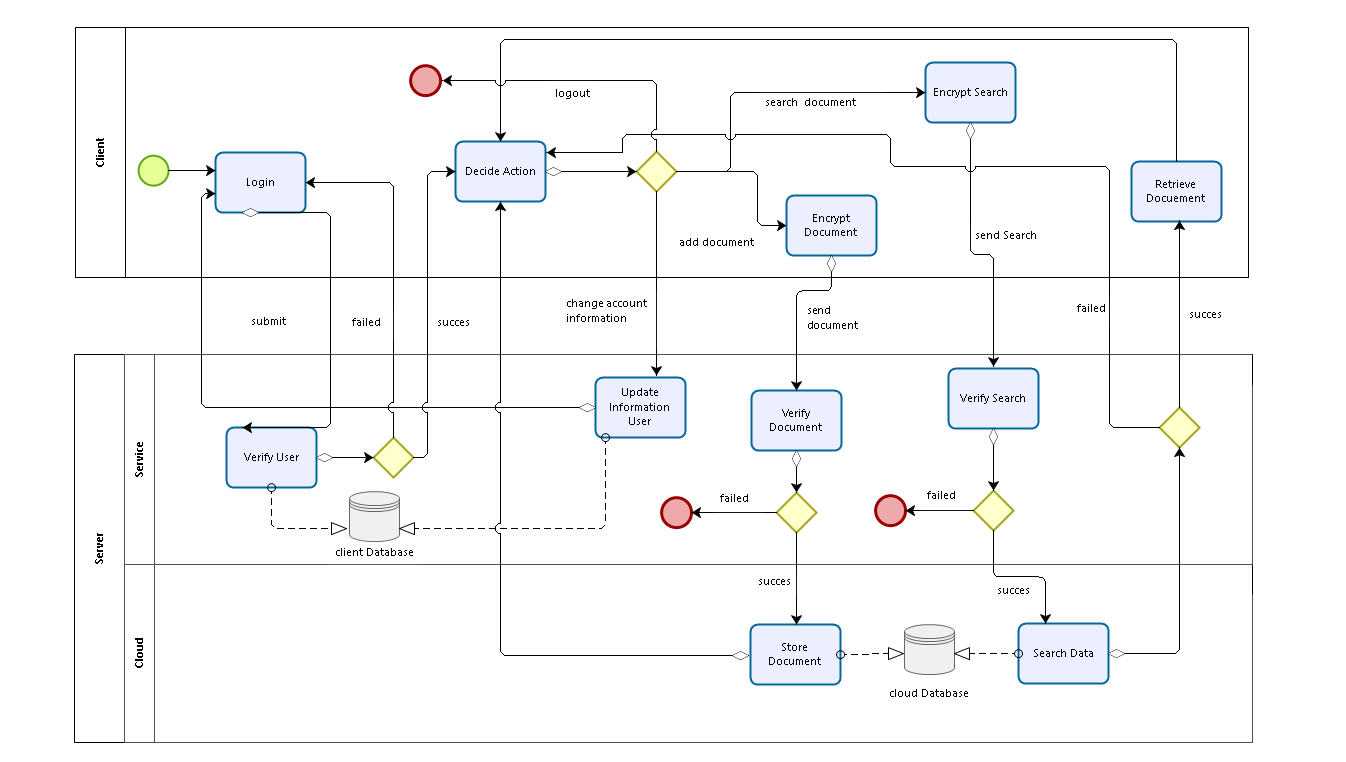 Client
logout
search  document
Encrypt Search
Login
Decide Action
Retrieve
Docuement
Encrypt
Document
add document
send Search
submit
failed
succes
change account
information
send
document
failed
succes
Server
Service
Update
Information
User
Verify
Document
Verify Search
Verify User
failed
failed
client Database
succes
succes
Cloud
Store
Document
Search Data
cloud Database